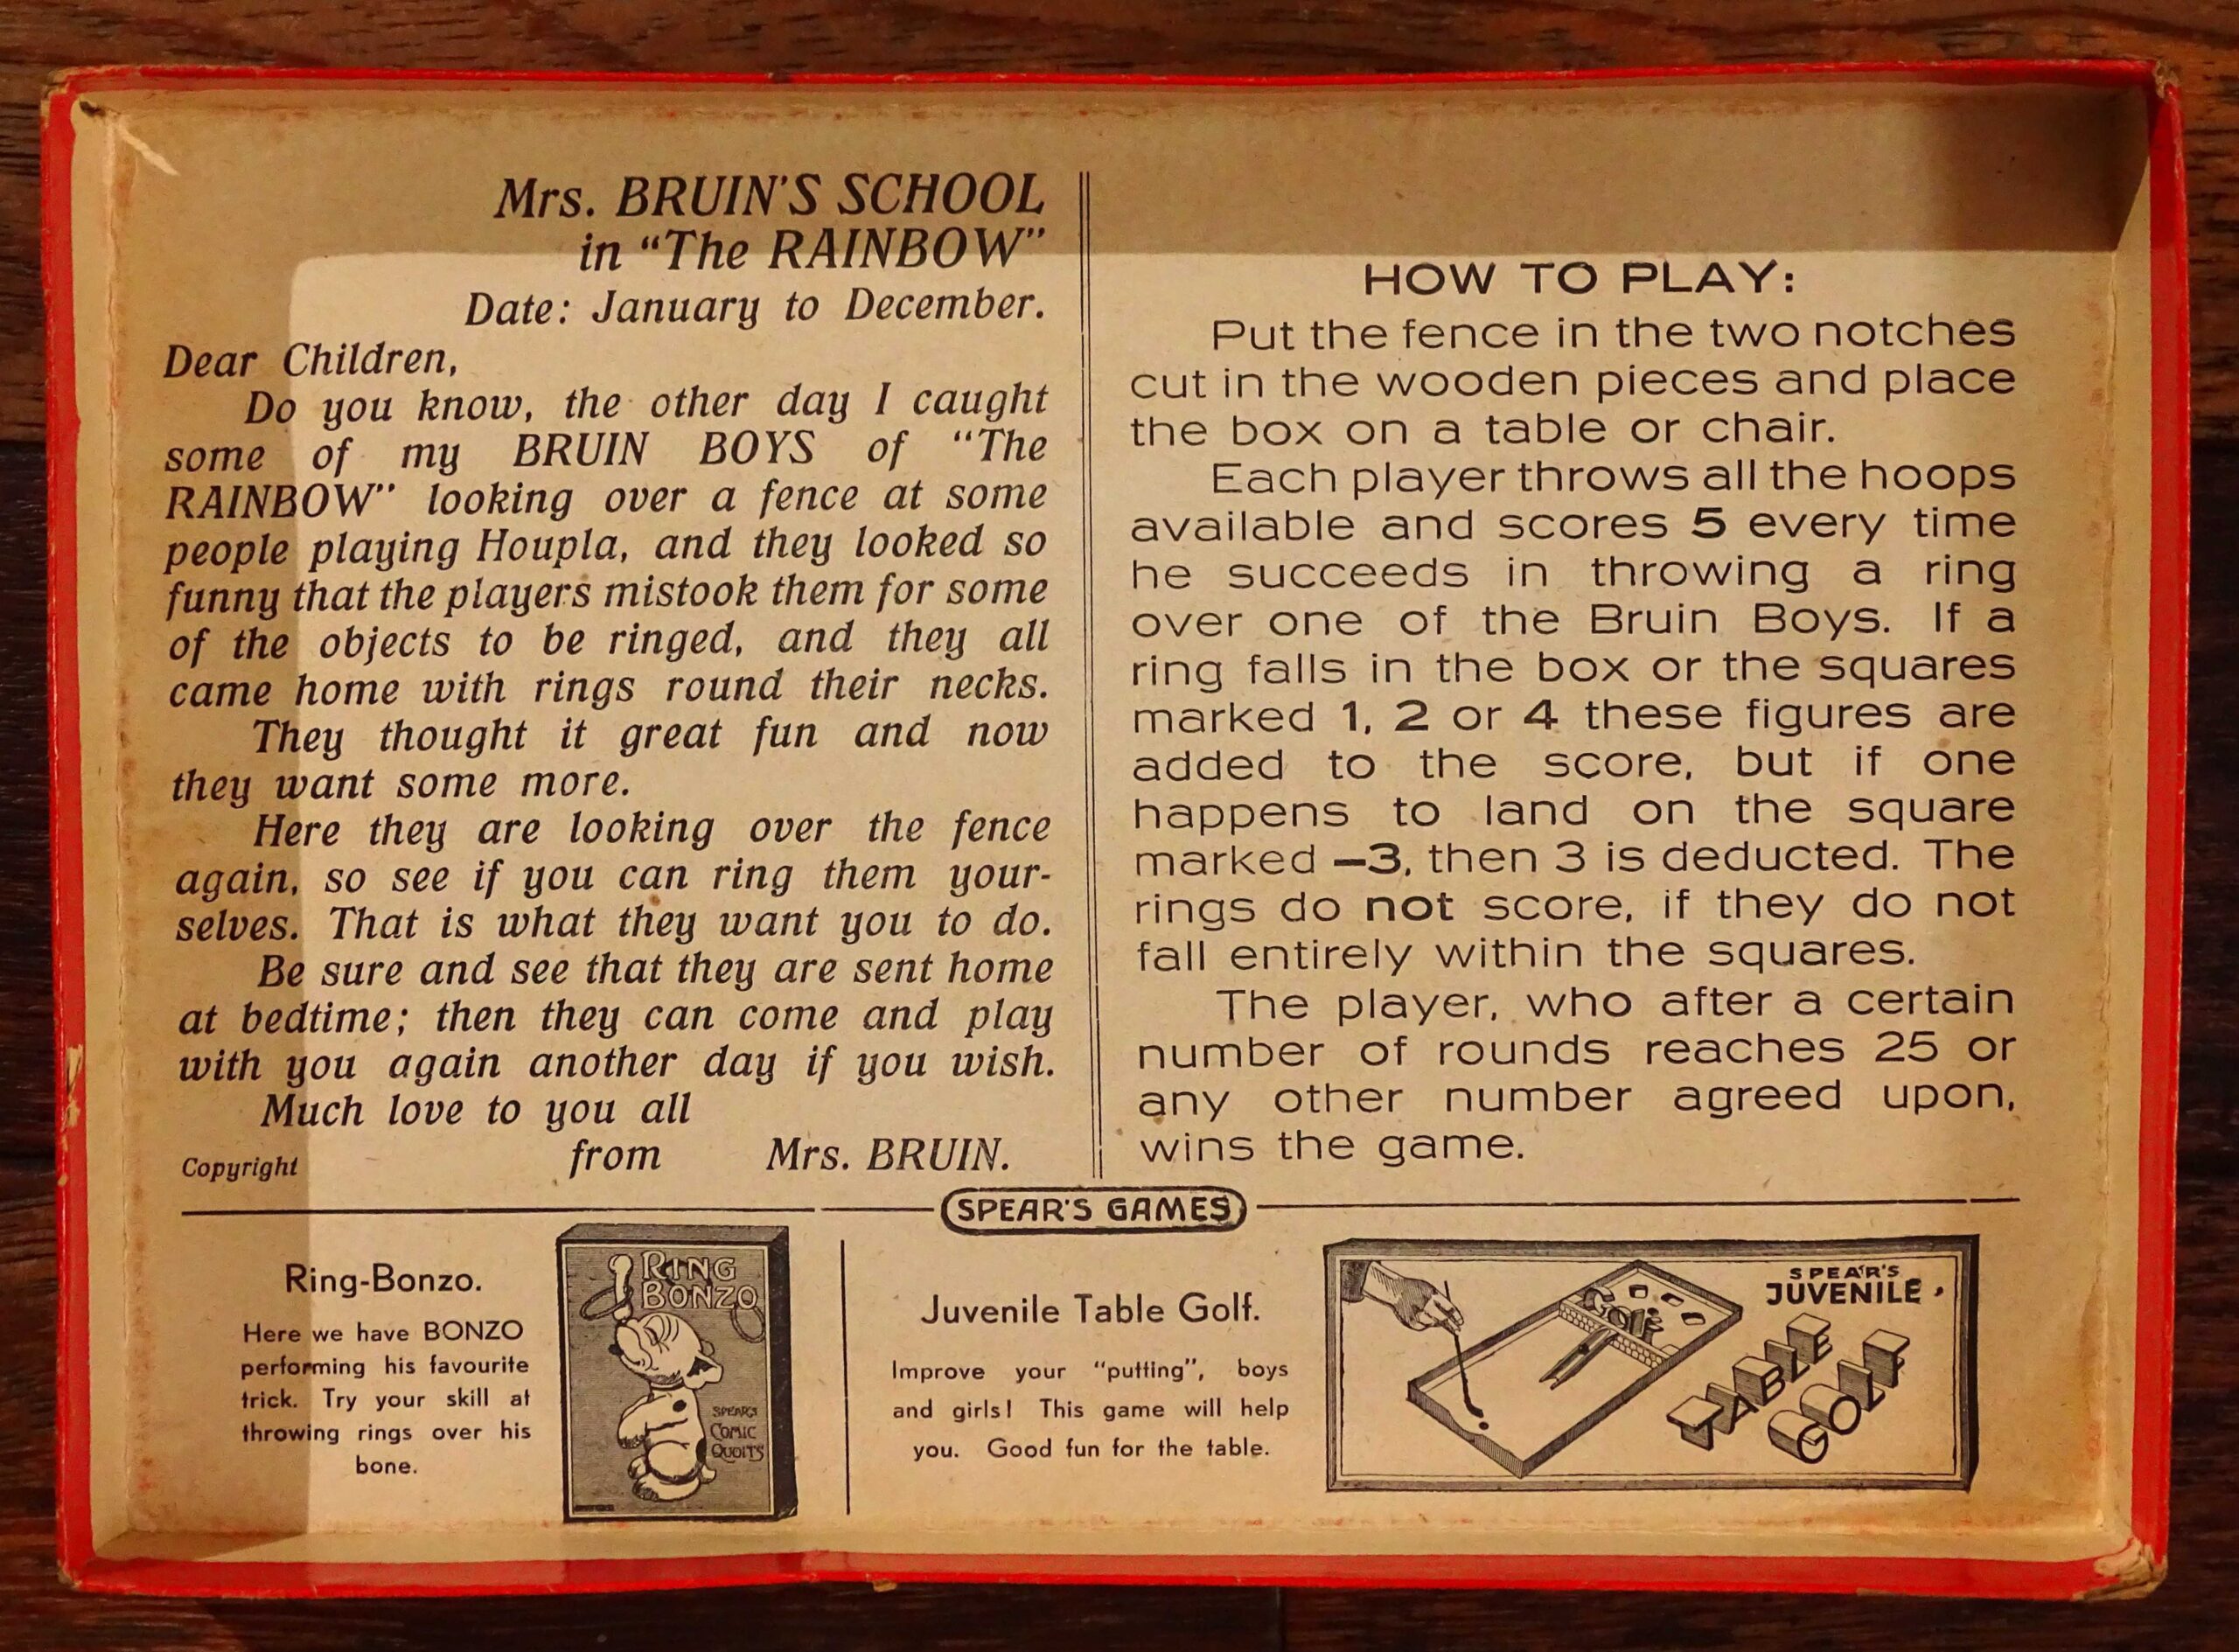 Mrs. BRUIN'S SCHOOL
in “The RAINBOW”
Date: January to December.
Dear Children,
Do you know, the other day I caught
some of my BRUIN BOYS of “The
RAINBOW” looking over a fence at some
people playing Houpla, and they looked so
funny that the players mistook them for some
of the objects to be ringed, and they all
came home with rings round their necks.
They thought it great fun and now
they want some more.
Here they are looking over the fence
again, so see if you can ring them your-
selves. That is what they want you to do.
Be sure and see that they are sent home
at bedtime; then they can come and play
with you again another day if you wish.
Much love to you all
from Mrs. BRUIN.
Copyright
HOW TO PLAY:
Put the fence in the two notches
cut in the wooden pieces and place
the box on a table or chair.
Each player throws all the hoops
available and scores 5 every time
he succeeds in throwing a ring
over one of the Bruin Boys. If a
ring falls in the box or the squares
marked 1, 2 or 4 these figures are
added to the score, but if one
happens to land on the square
marked –3, then 3 is deducted. The
rings do not score, if they do not
fall entirely within the squares.
The player, who after a certain
number of rounds reaches 25 or
any other number agreed upon,
wins the game.
SPEAR'S GAMES
Ring-Bonzo.
Here we have BONZO
performing his favourite
trick. Try your skill at
throwing rings over his
bone.
RING
BONZO
SPEAR'S
COMIC
QUOITS
Juvenile Table Golf.
Improve your “putting”, boys
and girls! This game will help
you. Good fun for the table.
SPEAR'S
JUVENILE
TABLE
GOLF
Golf